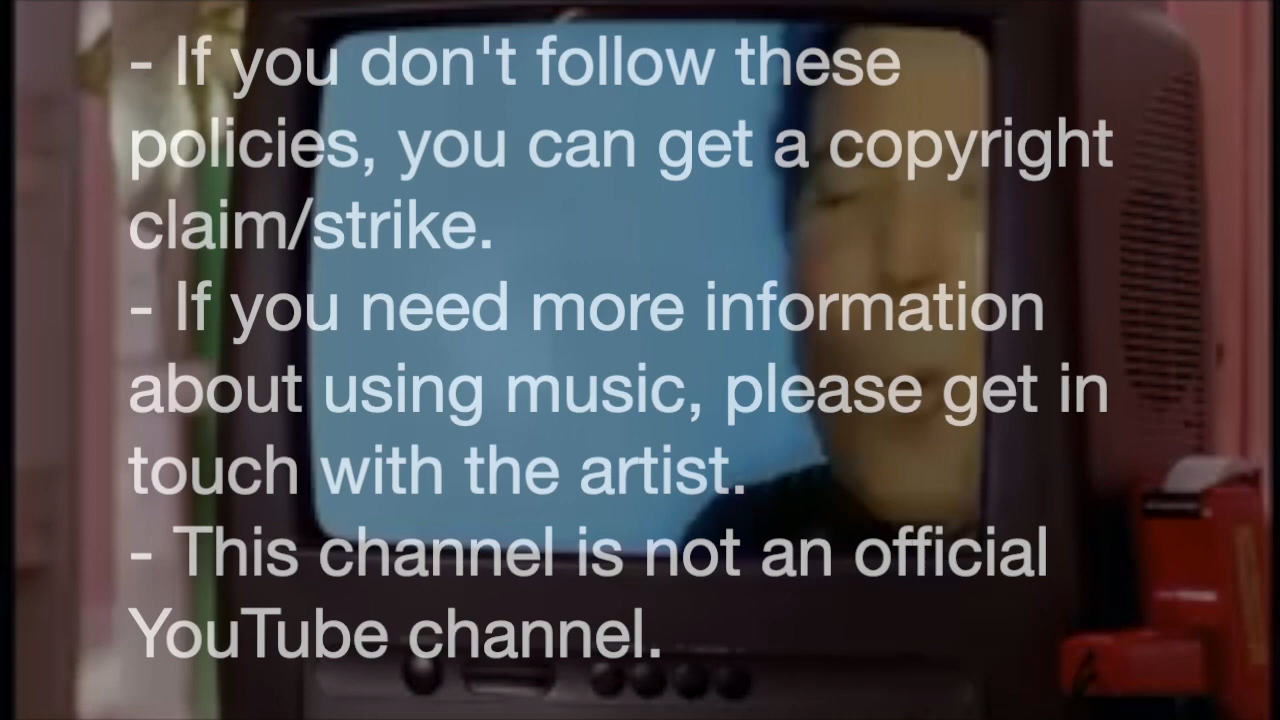 - If you don't follow these
policies, you can get a copyright
claim/strike.
- If you need more information
about using music, please get in
touch with the artist.
- This channel is not an official
YouTube channel.